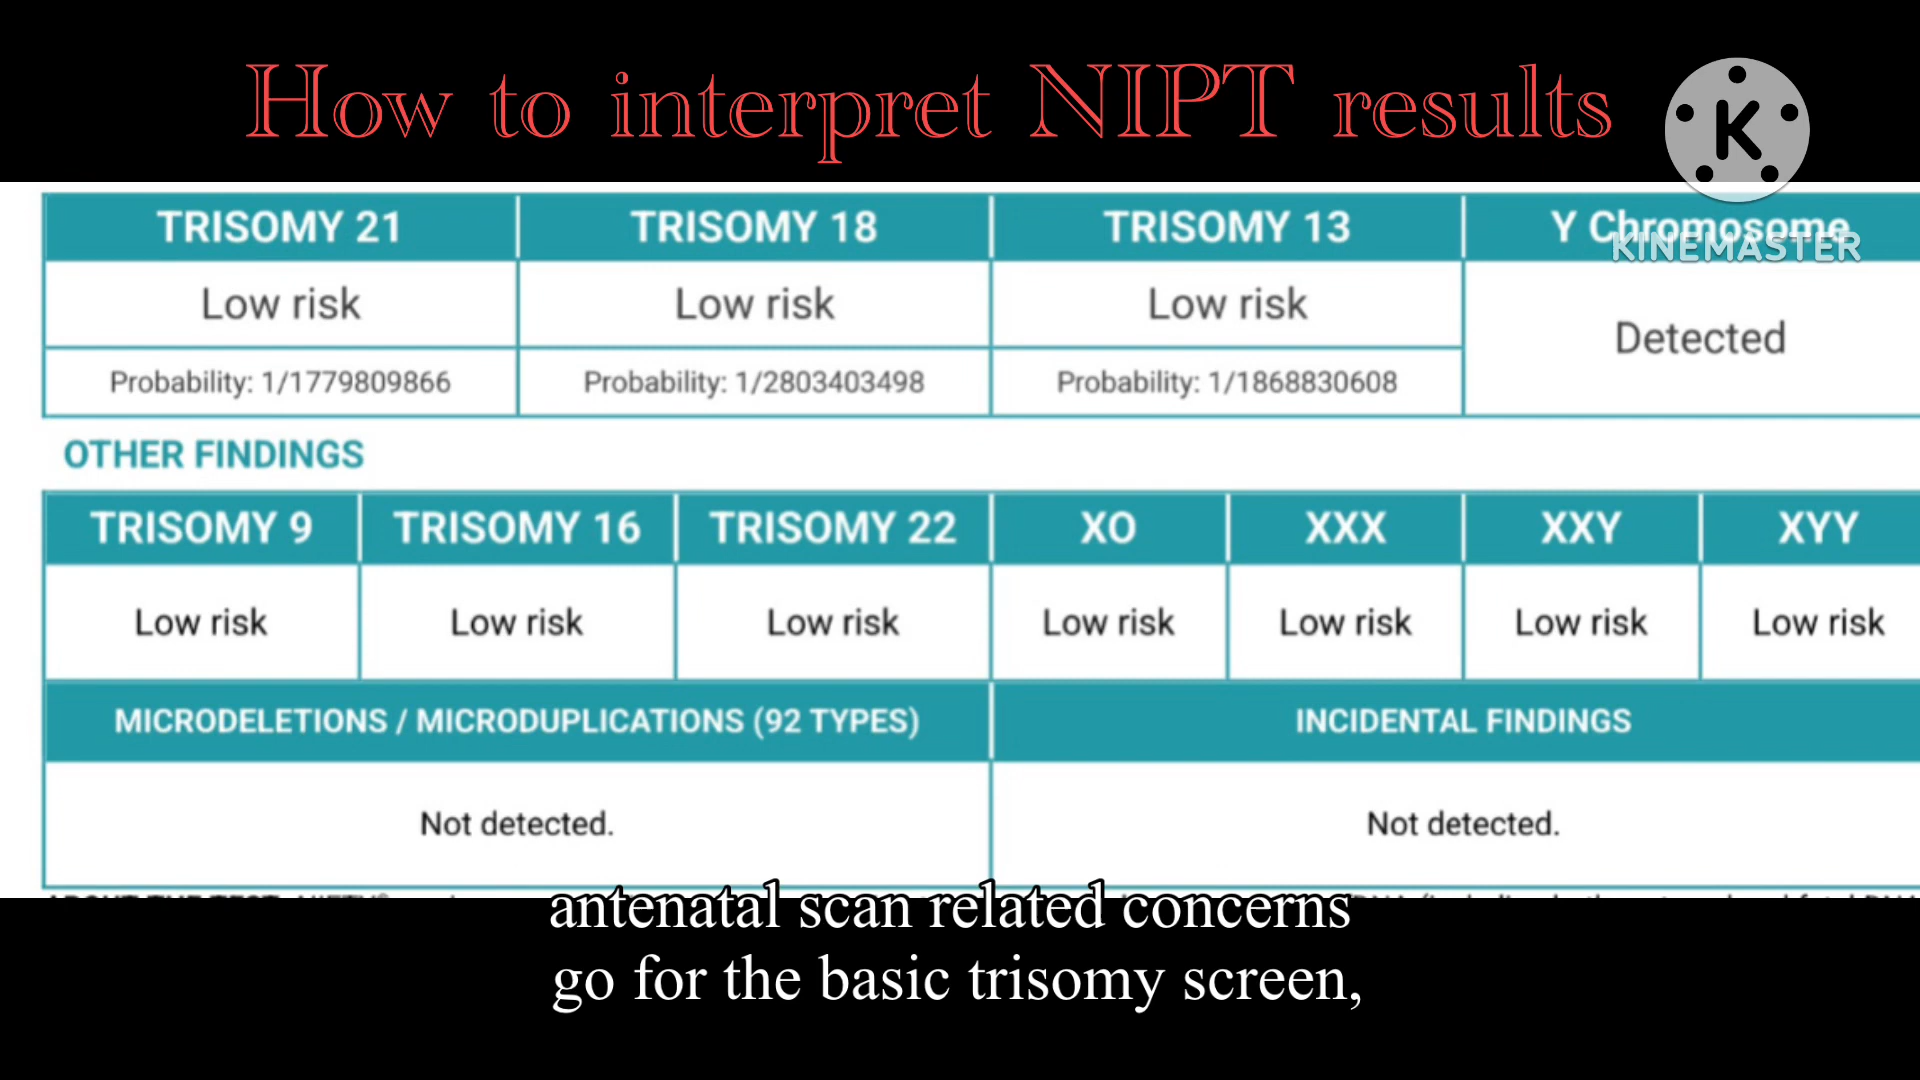 How to interpret NIPT results
K
KINEMASTER
TRISOMY 21 TRISOMY 18 TRISOMY 13 Y Chromosome
Low risk Low risk Low risk Detected
Probability: 1/1779809866 Probability: 1/2803403498 Probability: 1/1868830608
OTHER FINDINGS
TRISOMY 9 TRISOMY 16 TRISOMY 22 XO XXX XXY XYY
Low risk Low risk Low risk Low risk Low risk Low risk Low risk
MICRODELETIONS / MICRODUPLICATIONS (92 TYPES) INCIDENTAL FINDINGS
Not detected. Not detected.
antenatal scan related concerns
go for the basic trisomy screen,